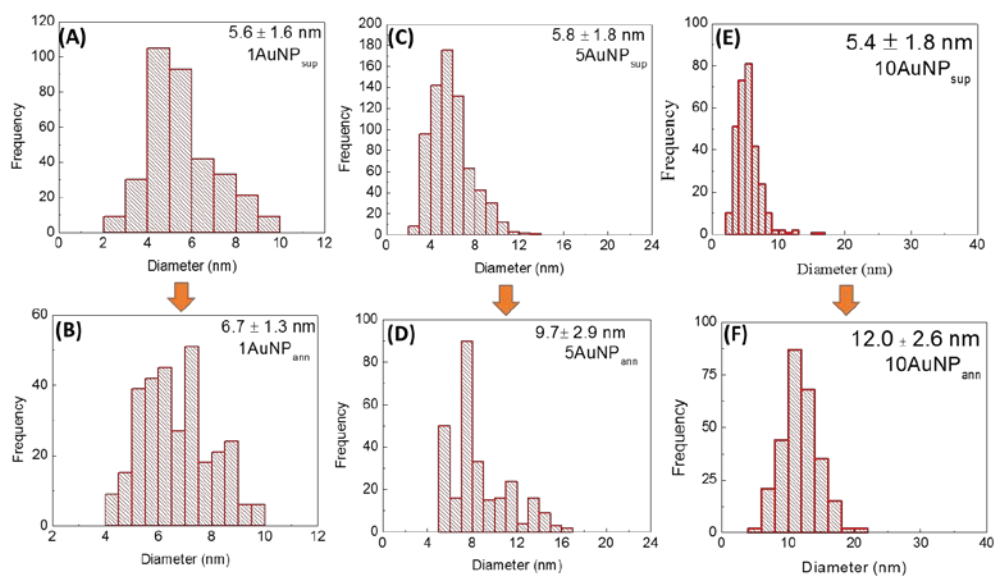 (A)
5.6 ± 1.6 nm
1AuNPsup
120
100
80
60
40
20
0
Frequency
0 2 4 6 8 10 12
Diameter (nm)
(C)
5.8 ± 1.8 nm
5AuNPsup
200
180
160
140
120
100
80
60
40
20
0
Frequency
0 4 8 12 16 20 24
Diameter (nm)
(E)
5.4 ± 1.8 nm
10AuNPsup
100
80
60
40
20
0
Frequency
0 10 20 30 40
Diameter (nm)
(B)
6.7 ± 1.3 nm
1AuNPann
60
40
20
0
Frequency
2 4 6 8 10 12
Diameter (nm)
(D)
9.7± 2.9 nm
5AuNPann
100
80
60
40
20
0
Frequency
0 4 8 12 16 20 24
Diameter (nm)
(F)
12.0 ± 2.6 nm
10AuNPann
100
75
50
25
0
Frequency
0 10 20 30 40
Diameter (nm)